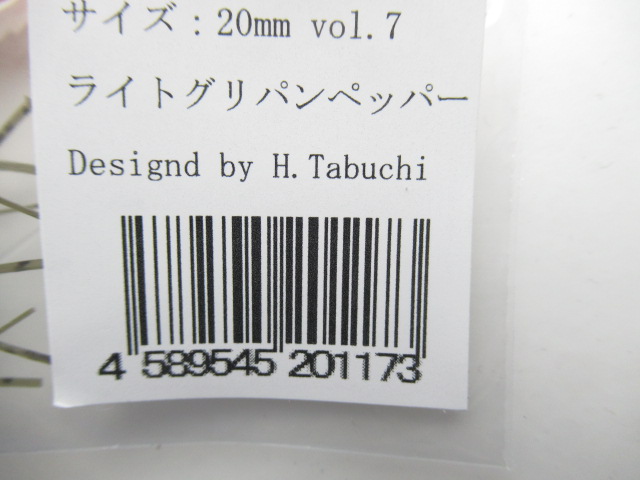 サイズ：20mm vol.7
ライトグリパンペッパー
Designd by H.Tabuchi
4 589545 201173